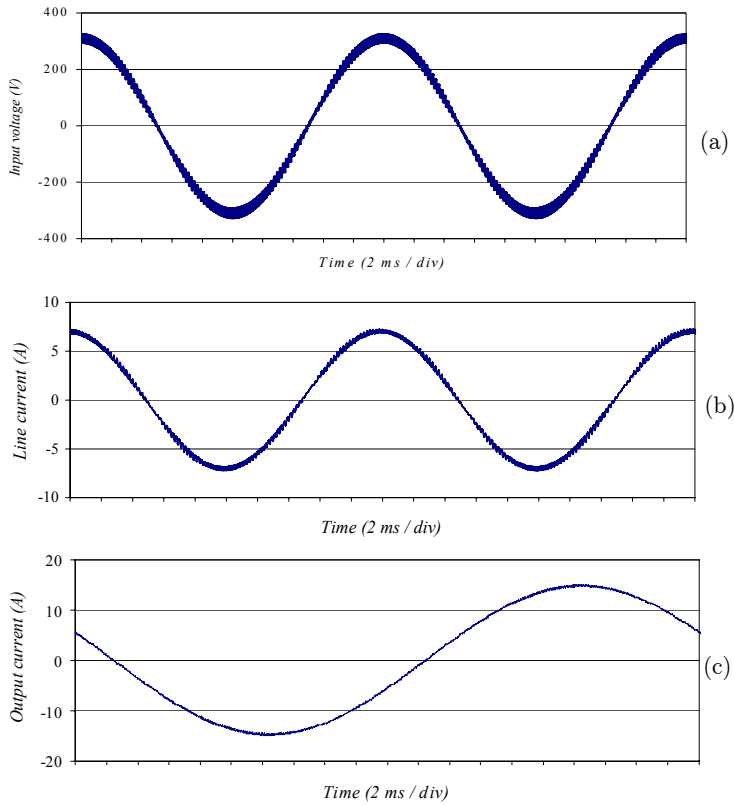 400
200
0
-200
-400
Input voltage (V)
Time (2 ms / div)
(a)
10
5
0
-5
-10
Line current (A)
Time (2 ms / div)
(b)
20
10
0
-10
-20
Output current (A)
Time (2 ms / div)
(c)